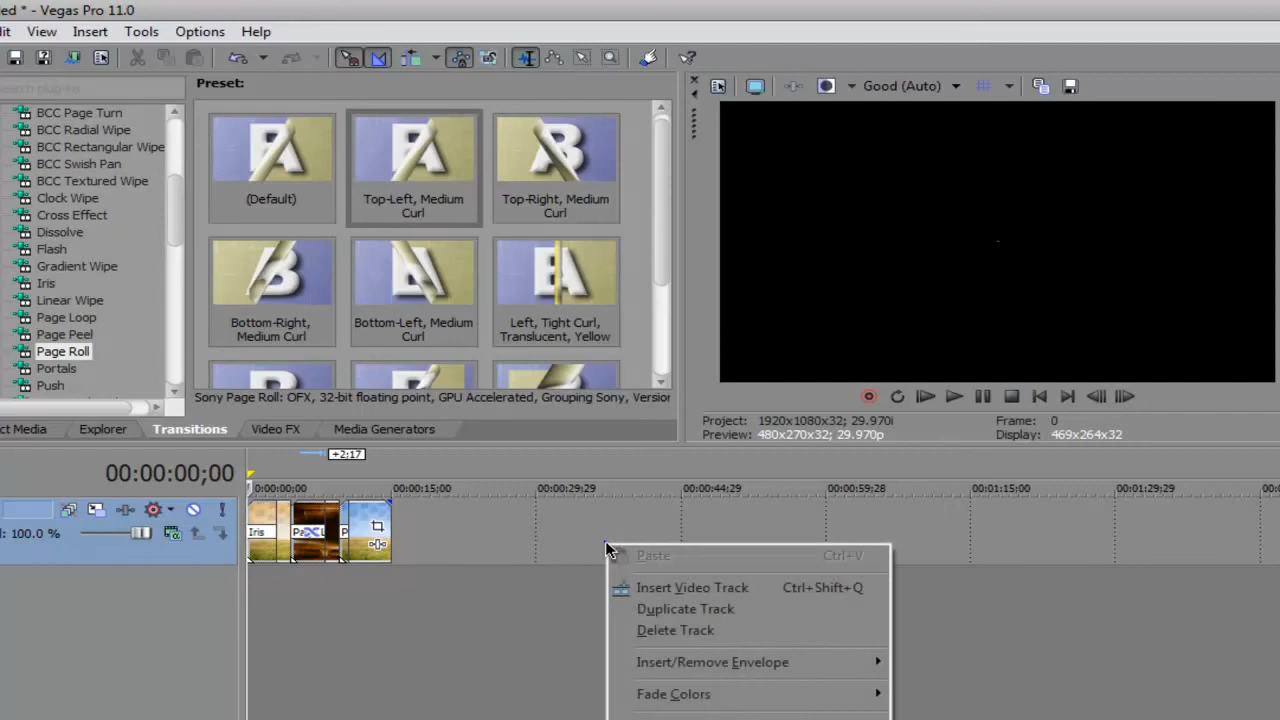 ed * - Vegas Pro 11.0
it View Insert Tools Options Help
Search plug-ins
Preset:
Good (Auto)
BCC Page Turn
BCC Radial Wipe
BCC Rectangular Wipe
BCC Swish Pan
BCC Textured Wipe
Clock Wipe
Cross Effect
Dissolve
Flash
Gradient Wipe
Iris
Linear Wipe
Page Loop
Page Peel
Page Roll
Portals
Push
(Default)
Top-Left, Medium
Curl
Top-Right, Medium
Curl
Bottom-Right,
Medium Curl
Bottom-Left, Medium
Curl
Left, Tight Curl,
Translucent, Yellow
Sony Page Roll: OFX, 32-bit floating point, GPU Accelerated, Grouping Sony, Version
ct Media Explorer Transitions Video FX Media Generators
Project: 1920x1080x32; 29.970i
Preview: 480x270x32; 29.970p
Frame: 0
Display: 469x264x32
+2;17
00:00:00;00
0:00:00;00 00:00:15;00 00:00:29;29 00:00:44;29 00:00:59;28 00:01:15;00 00:01:29;29 00:0
l: 100.0 %
Iris
Paste Ctrl+V
Insert Video Track Ctrl+Shift+Q
Duplicate Track
Delete Track
Insert/Remove Envelope
Fade Colors